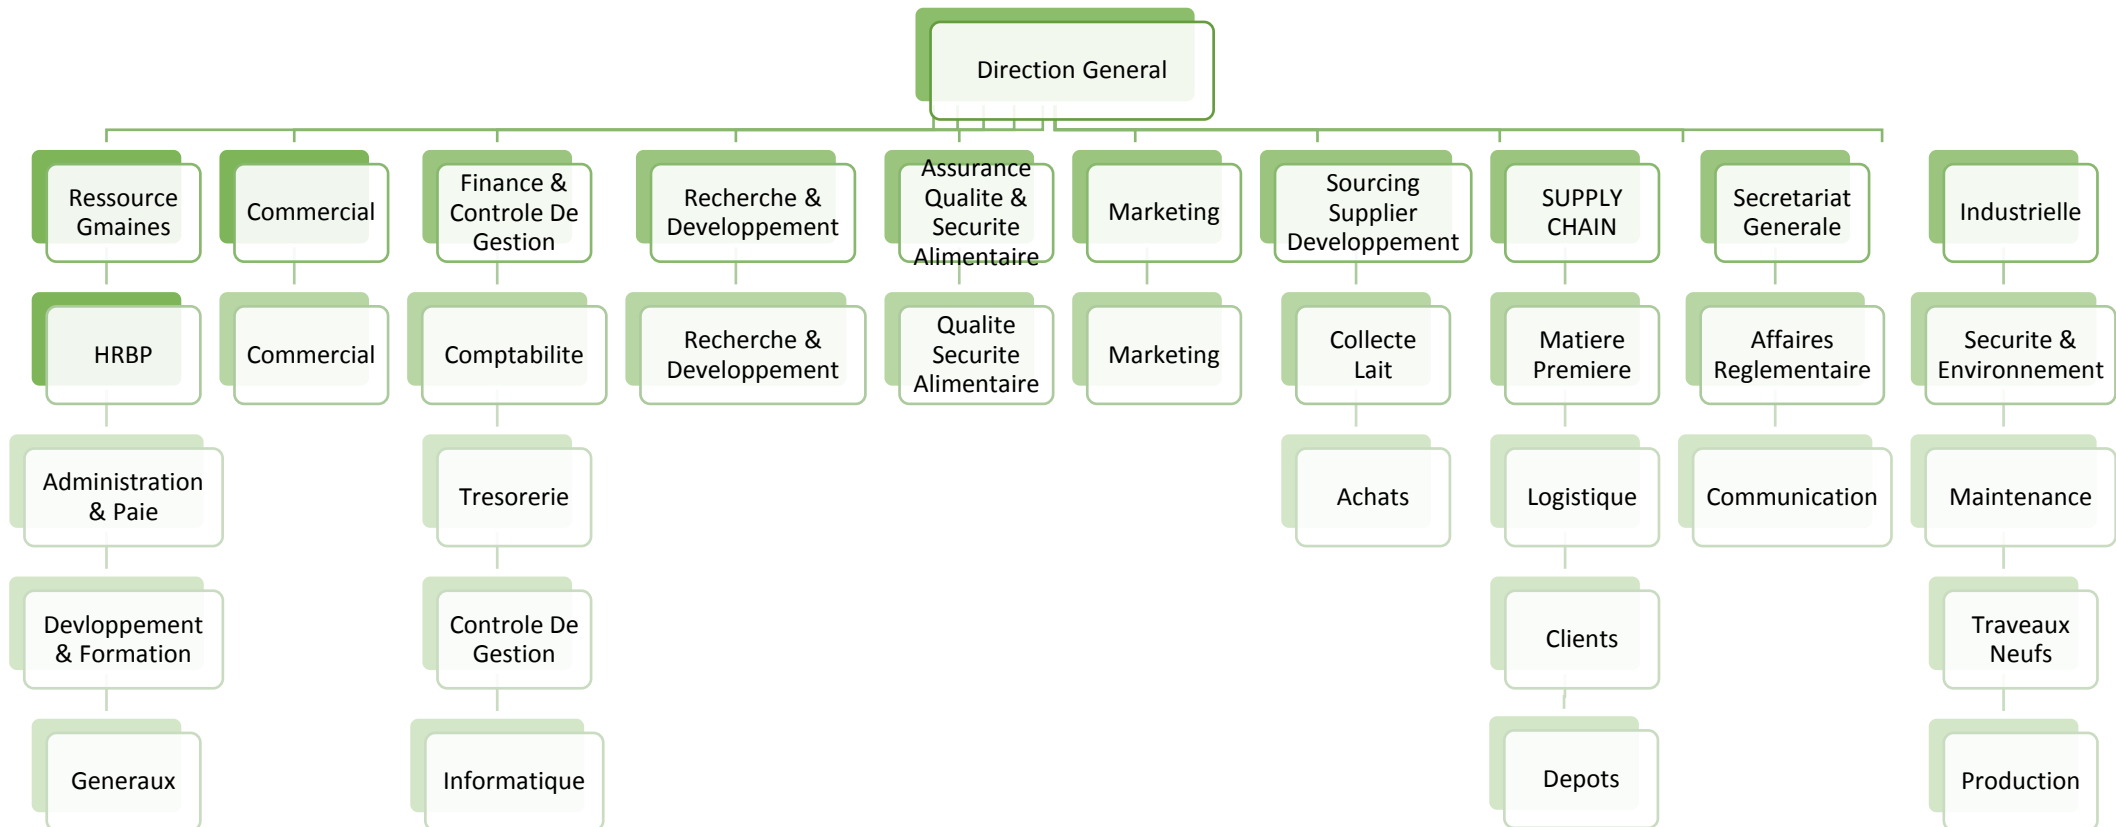 Direction General
Ressource
Gmaines
Commercial
Finance &
Controle De
Gestion
Recherche &
Developpement
Assurance
Qualite &
Securite
Alimentaire
Marketing
Sourcing
Supplier
Developpement
SUPPLY
CHAIN
Secretariat
Generale
Industrielle
HRBP
Commercial
Comptabilite
Recherche &
Developpement
Qualite
Securite
Alimentaire
Marketing
Collecte
Lait
Matiere
Premiere
Affaires
Reglementaire
Securite &
Environnement
Administration
& Paie
Tresorerie
Achats
Logistique
Communication
Maintenance
Devloppement
& Formation
Controle De
Gestion
Clients
Traveaux
Neufs
Generaux
Informatique
Depots
Production